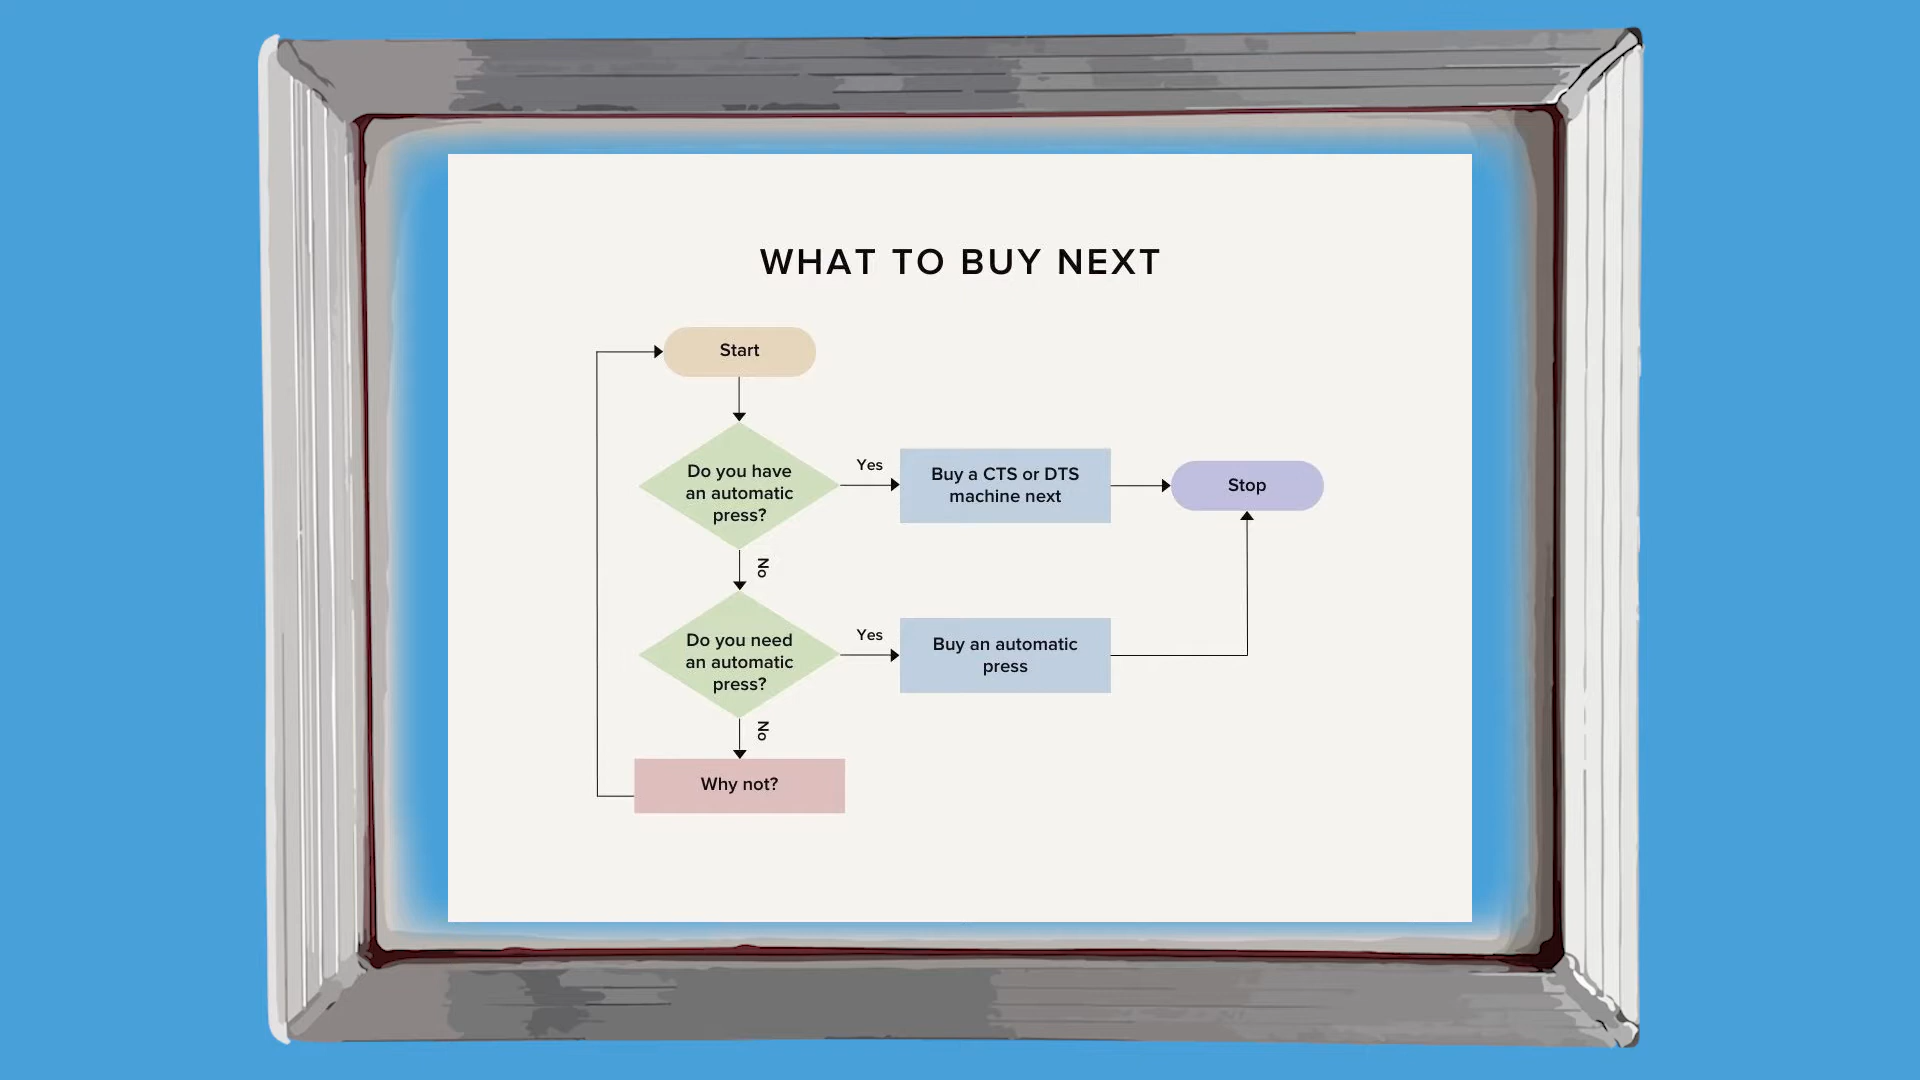 WHAT TO BUY NEXT
Start
Do you have
an automatic
press?
Yes
Buy a CTS or DTS
machine next
Stop
No
Do you need
an automatic
press?
Yes
Buy an automatic
press
No
Why not?